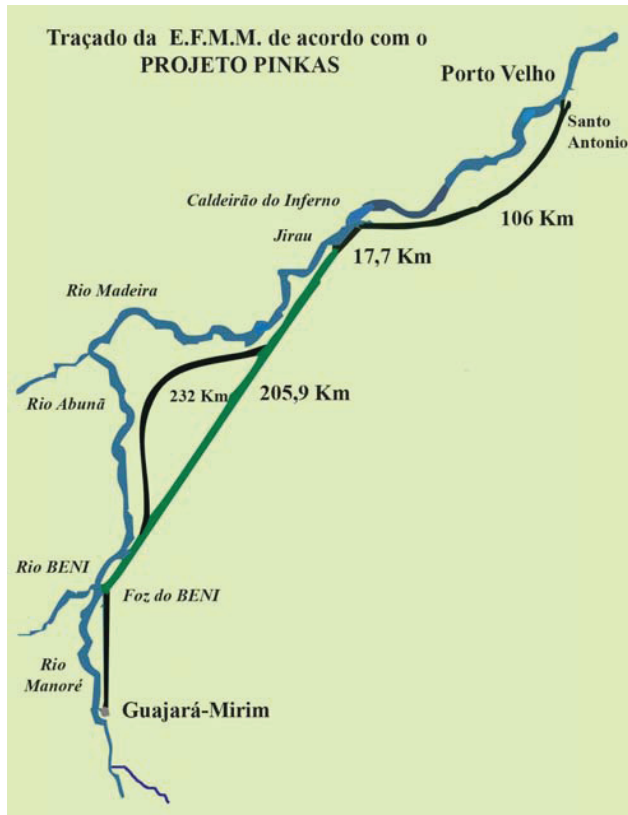 Traçado da E.F.M.M. de acordo com o
PROJETO PINKAS
Porto Velho
Santo
Antonio
Caldeirão do Inferno
106 Km
Jirau
17,7 Km
Rio Madeira
232 Km
205,9 Km
Rio Abunã
Rio BENI
Foz do BENI
Rio
Manoré
Guajará-Mirim